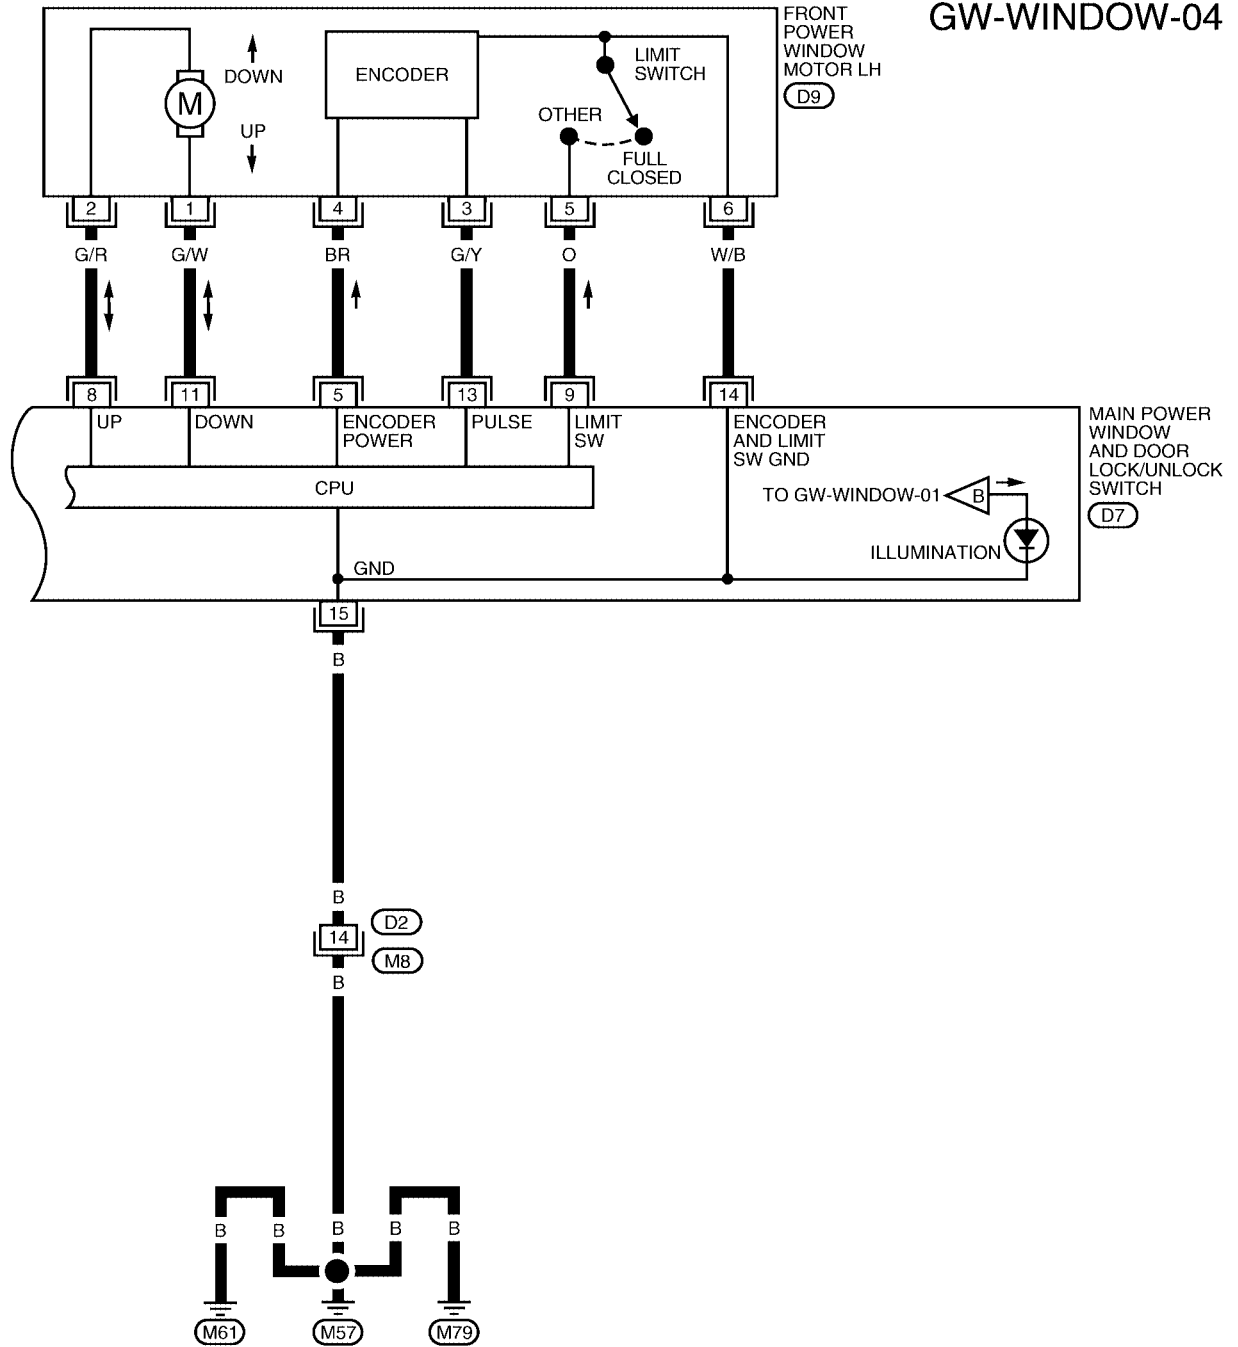 GW-WINDOW-04
FRONT
POWER
WINDOW
MOTOR LH
D9
M
DOWN
UP
ENCODER
LIMIT
SWITCH
OTHER
FULL
CLOSED
2 1 4 3 5 6
G/R G/W BR G/Y O W/B
8 11 5 13 9 14
UP
DOWN
ENCODER
POWER
PULSE
LIMIT
SW
ENCODER
AND LIMIT
SW GND
MAIN POWER
WINDOW
AND DOOR
LOCK/UNLOCK
SWITCH
D7
CPU
TO GW-WINDOW-01
B
ILLUMINATION
GND
15
B
B
D2
14
M8
B
B B B B B
M61 M57 M79